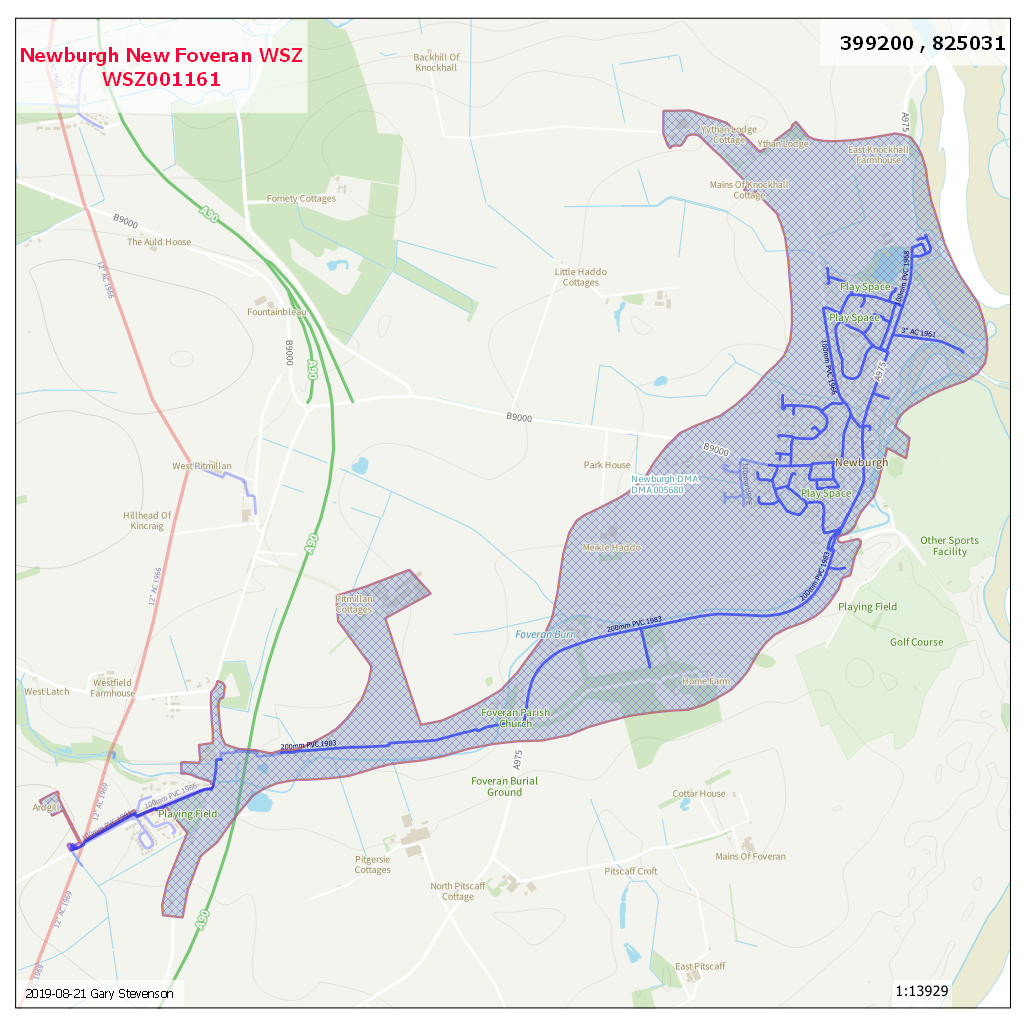 Newburgh New Foveran WSZ
WSZ001161
399200 , 825031
Backhill Of
Knockhall
A975
Ythan Lodge
Cottage
Ythan Lodge
East Knockhall
Farmhouse
Mains Of Knockhall
Cottage
Fornety Cottages
A90
B9000
The Auld Hoose
12" AC 1966
Little Haddo
Cottages
100mm PVC 1968
Play Space
Fountainbleau
Play Space
3" AC 1961
B9000
A90
100mm PVC 1966
A975
B9000
B9000
West Pitmillan
Park House
Newburgh
Newburgh DMA
DMA005680
Play Space
Hillhead Of
Kincraig
A90
Meikle Haddo
Other Sports
Facility
12" AC 1966
200mm PVC 1983
Pitmillan
Cottages
Playing Field
200mm PVC 1983
Foveran Burn
Golf Course
West Latch
Westfield
Farmhouse
Home Farm
Foveran Parish
Church
200mm PVC 1983
A975
Foveran Burial
Ground
12" AC 1969
100mm PVC 1966
Cottar House
Playing Field
Pitgersie
Cottages
Mains Of Foveran
Pitscaff Croft
North Pitscaff
Cottage
12" AC 1969
A90
East Pitscaff
1969
2019-08-21 Gary Stevenson
1:13929